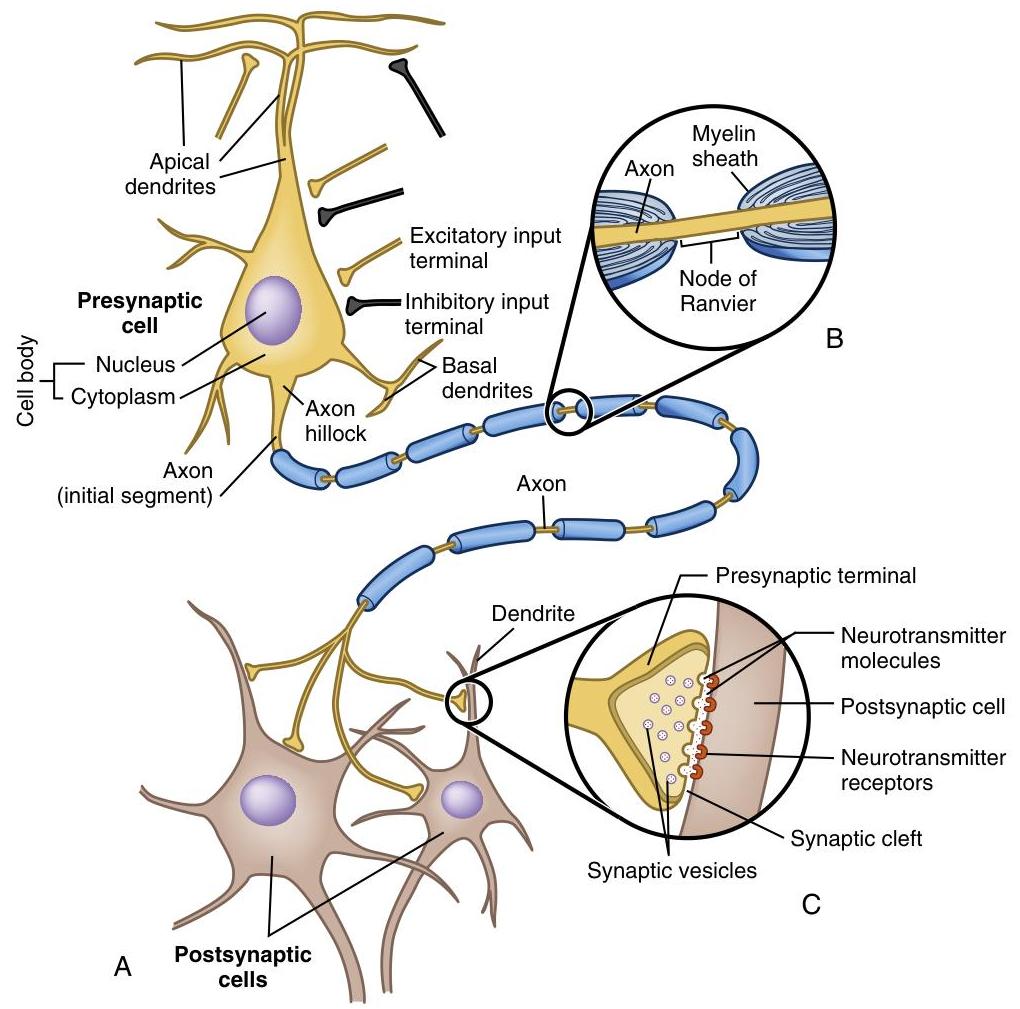 Apical
dendrites
Excitatory input
terminal
Inhibitory input
terminal
Presynaptic
cell
Cell body
Nucleus
Cytoplasm
Basal
dendrites
Axon
hillock
Axon
(initial segment)
Myelin
sheath
Axon
Node of
Ranvier
B
Axon
Dendrite
Presynaptic terminal
Neurotransmitter
molecules
Postsynaptic cell
Neurotransmitter
receptors
Synaptic cleft
Synaptic vesicles
C
Postsynaptic
cells
A